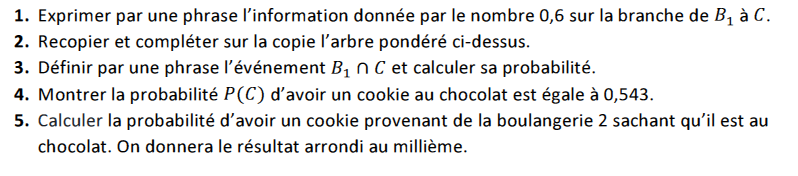 1. Exprimer par une phrase l’information donnée par le nombre 0,6 sur la branche de B₁ à C.
2. Recopier et compléter sur la copie l’arbre pondéré ci-dessus.
3. Définir par une phrase l’événement B₁ ∩ C et calculer sa probabilité.
4. Montrer la probabilité P(C) d’avoir un cookie au chocolat est égale à 0,543.
5. Calculer la probabilité d’avoir un cookie provenant de la boulangerie 2 sachant qu’il est au
chocolat. On donnera le résultat arrondi au millième.